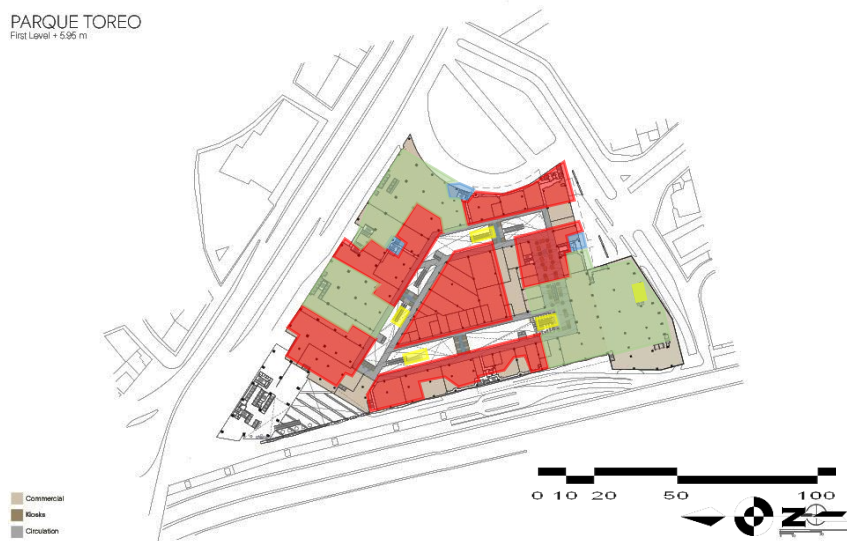 PARQUE TOREO
First Level + 5.95 m
Commercial
Kiosks
Circulation
0 10 20 50 100
N